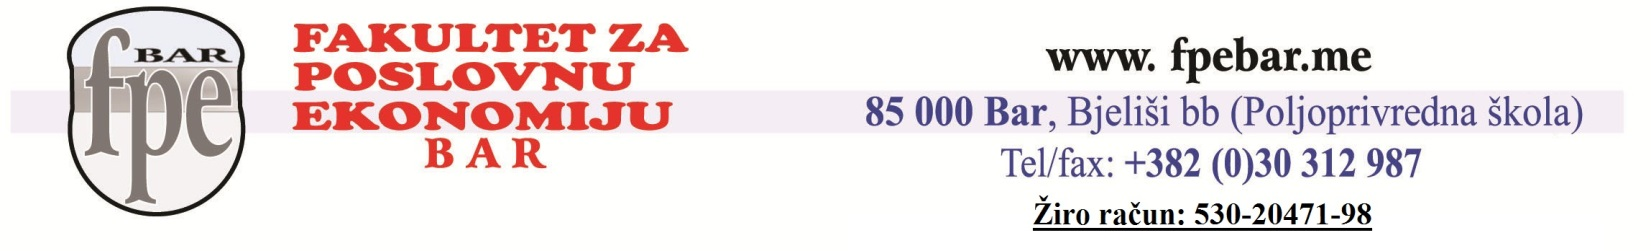 BAR
fpe
FAKULTET ZA
POSLOVNU
EKONOMIJU
BAR
www. fpebar.me
85 000 Bar, Bjeliši bb (Poljoprivredna škola)
Tel/fax: +382 (0)30 312 987
Žiro račun: 530-20471-98